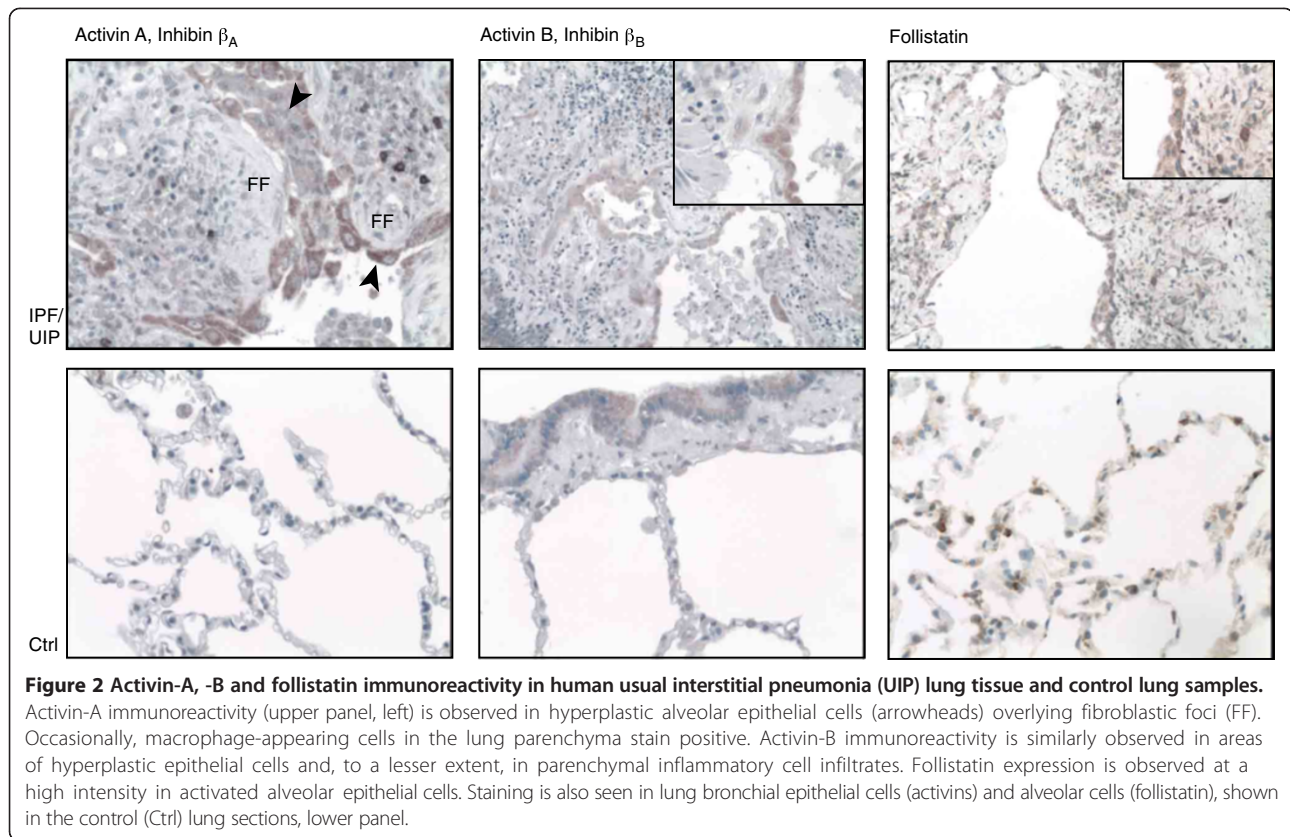 Activin A, Inhibin βA
Activin B, Inhibin βB
Follistatin
FF
FF
IPF/
UIP
Ctrl
Figure 2 Activin-A, -B and follistatin immunoreactivity in human usual interstitial pneumonia (UIP) lung tissue and control lung samples.
Activin-A immunoreactivity (upper panel, left) is observed in hyperplastic alveolar epithelial cells (arrowheads) overlying fibroblastic foci (FF).
Occasionally, macrophage-appearing cells in the lung parenchyma stain positive. Activin-B immunoreactivity is similarly observed in areas
of hyperplastic epithelial cells and, to a lesser extent, in parenchymal inflammatory cell infiltrates. Follistatin expression is observed at a
high intensity in activated alveolar epithelial cells. Staining is also seen in lung bronchial epithelial cells (activins) and alveolar cells (follistatin), shown
in the control (Ctrl) lung sections, lower panel.